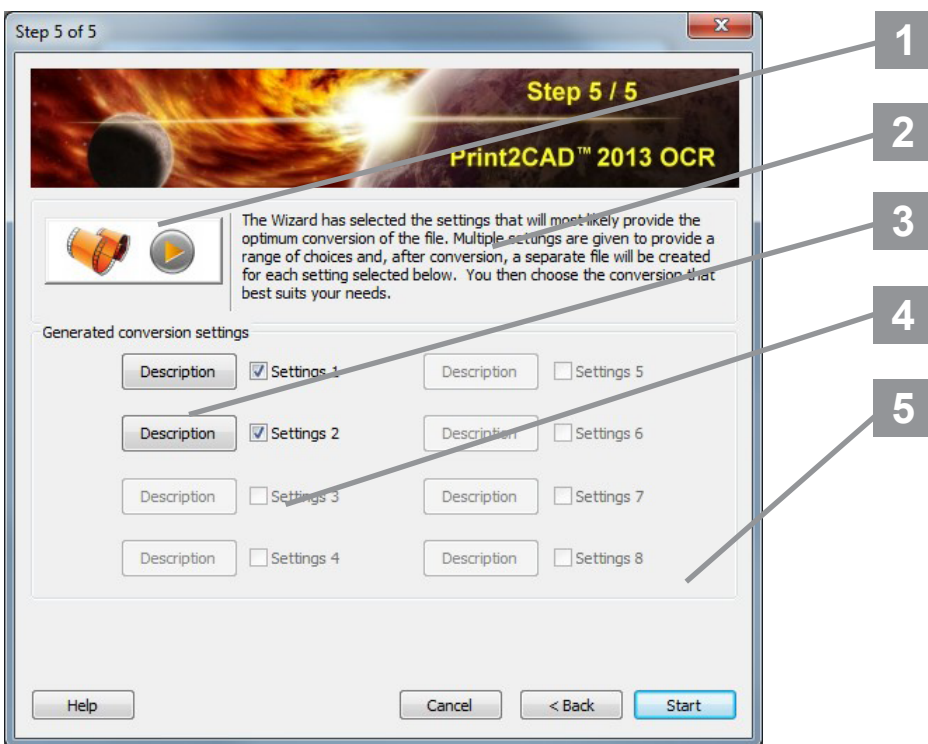 Step 5 of 5
1
Step 5 / 5
2
Print2CAD™ 2013 OCR
3
The Wizard has selected the settings that will most likely provide the
optimum conversion of the file. Multiple settings are given to provide a
range of choices and, after conversion, a separate file will be created
for each setting selected below. You then choose the conversion that
best suits your needs.
4
Generated conversion settings
Description Settings 1 Description Settings 5
5
Description Settings 2 Description Settings 6
Description Settings 3 Description Settings 7
Description Settings 4 Description Settings 8
Help Cancel < Back Start